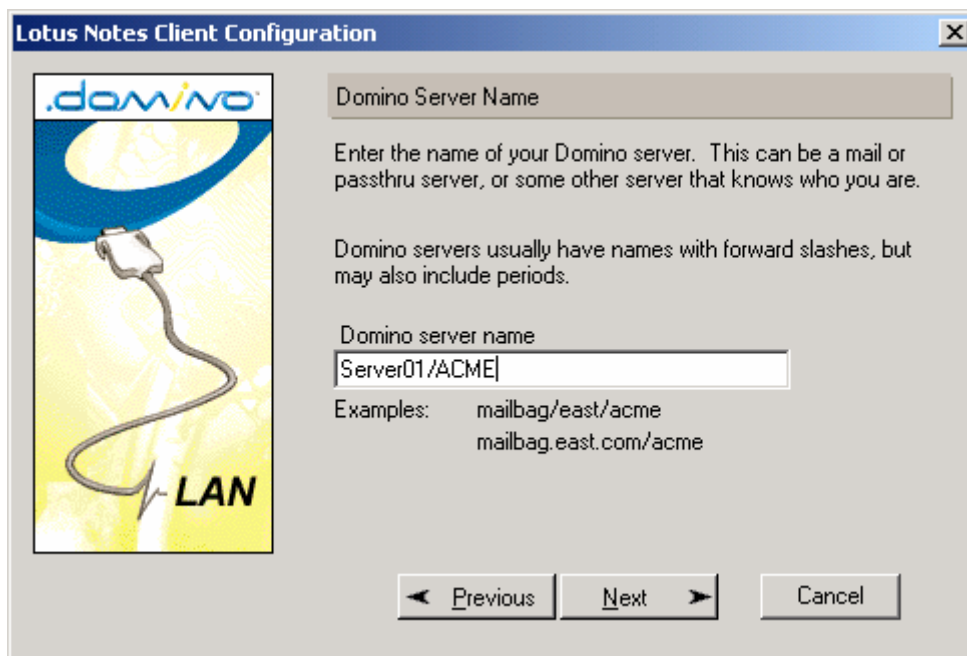 Lotus Notes Client Configuration
.domino
Domino Server Name
Enter the name of your Domino server. This can be a mail or
passthru server, or some other server that knows who you are.
Domino servers usually have names with forward slashes, but
may also include periods.
Domino server name
Server01/ACME
Examples: mailbag/east/acme
mailbag.east.com/acme
LAN
Previous Next Cancel